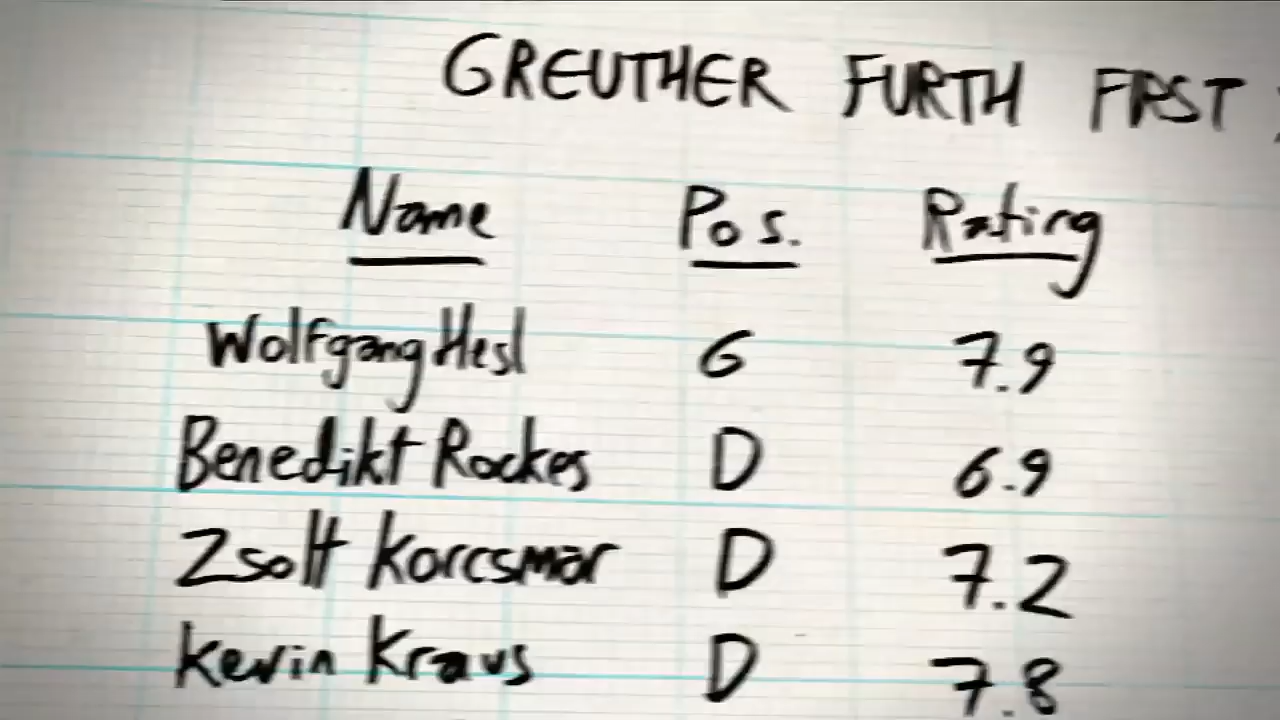 GREUTHER FURTH FIRST
Name Pos. Rating
Wolfgang Hesl G 7.9
Benedikt Rockes D 6.9
Zsolt Korcsmar D 7.2
Kevin Kraus D 7.8